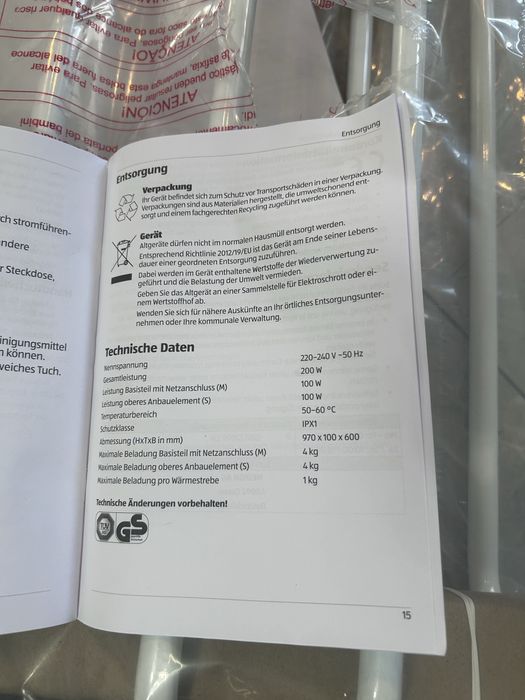 ATENÇÃO!
ATENCIÓN!
portata dei bambini
ch stromführen-
ndere
r Steckdose,
inigungsmittel
n können.
weiches Tuch.
Entsorgung
Entsorgung
Verpackung
Ihr Gerät befindet sich zum Schutz vor Transportschäden in einer Verpackung.
Verpackungen sind aus Materialien hergestellt, die umweltschonend ent-
sorgt und einem fachgerechten Recycling zugeführt werden können.
Gerät
Altgeräte dürfen nicht im normalen Hausmüll entsorgt werden.
Entsprechend Richtlinie 2012/19/EU ist das Gerät am Ende seiner Lebens-
dauer einer geordneten Entsorgung zuzuführen.
Dabei werden im Gerät enthaltene Wertstoffe der Wiederverwertung zu-
geführt und die Belastung der Umwelt vermieden.
Geben Sie das Altgerät an einer Sammelstelle für Elektroschrott oder ei-
nem Wertstoffhof ab.
Wenden Sie sich für nähere Auskünfte an Ihr örtliches Entsorgungsunter-
nehmen oder Ihre kommunale Verwaltung.
Technische Daten
Nennspannung 220-240 V ~50 Hz
Gesamtleistung 200 W
Leistung Basisteil mit Netzanschluss (M) 100 W
Leistung oberes Anbauelement (S) 100 W
Temperaturbereich 50-60 °C
Schutzklasse IPX1
Abmessung (HxTxB in mm) 970 x 100 x 600
Maximale Beladung Basisteil mit Netzanschluss (M) 4 kg
Maximale Beladung oberes Anbauelement (S) 4 kg
Maximale Beladung pro Wärmestrebe 1 kg
Technische Änderungen vorbehalten!
TÜV
GS
15